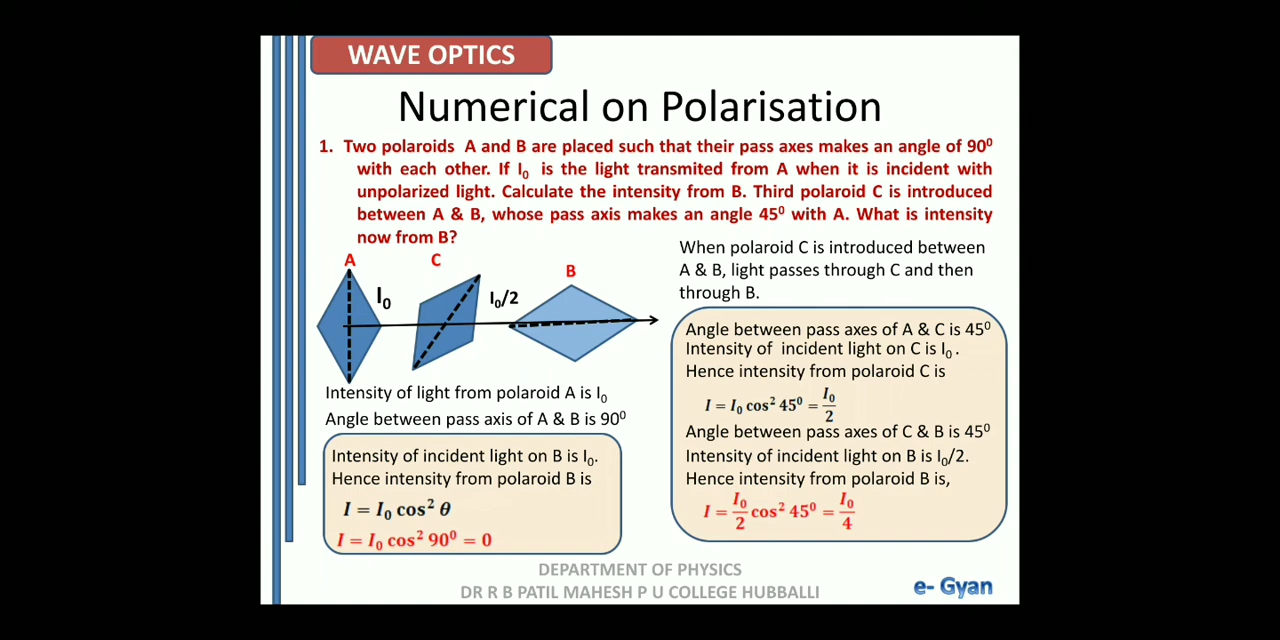 WAVE OPTICS
Numerical on Polarisation
1. Two polaroids A and B are placed such that their pass axes makes an angle of 90⁰
with each other. If I₀ is the light transmited from A when it is incident with
unpolarized light. Calculate the intensity from B. Third polaroid C is introduced
between A & B, whose pass axis makes an angle 45⁰ with A. What is intensity
now from B?
A
C
B
I₀
I₀/2
Intensity of light from polaroid A is I₀
Angle between pass axis of A & B is 90⁰
Intensity of incident light on B is I₀.
Hence intensity from polaroid B is
I = I₀ cos² θ
I = I₀ cos² 90⁰ = 0
When polaroid C is introduced between
A & B, light passes through C and then
through B.
Angle between pass axes of A & C is 45⁰
Intensity of incident light on C is I₀ .
Hence intensity from polaroid C is
I = I₀ cos² 45⁰ = I₀/2
Angle between pass axes of C & B is 45⁰
Intensity of incident light on B is I₀/2.
Hence intensity from polaroid B is,
I = I₀/2 cos² 45⁰ = I₀/4
DEPARTMENT OF PHYSICS
DR R B PATIL MAHESH P U COLLEGE HUBBALLI
e- Gyan